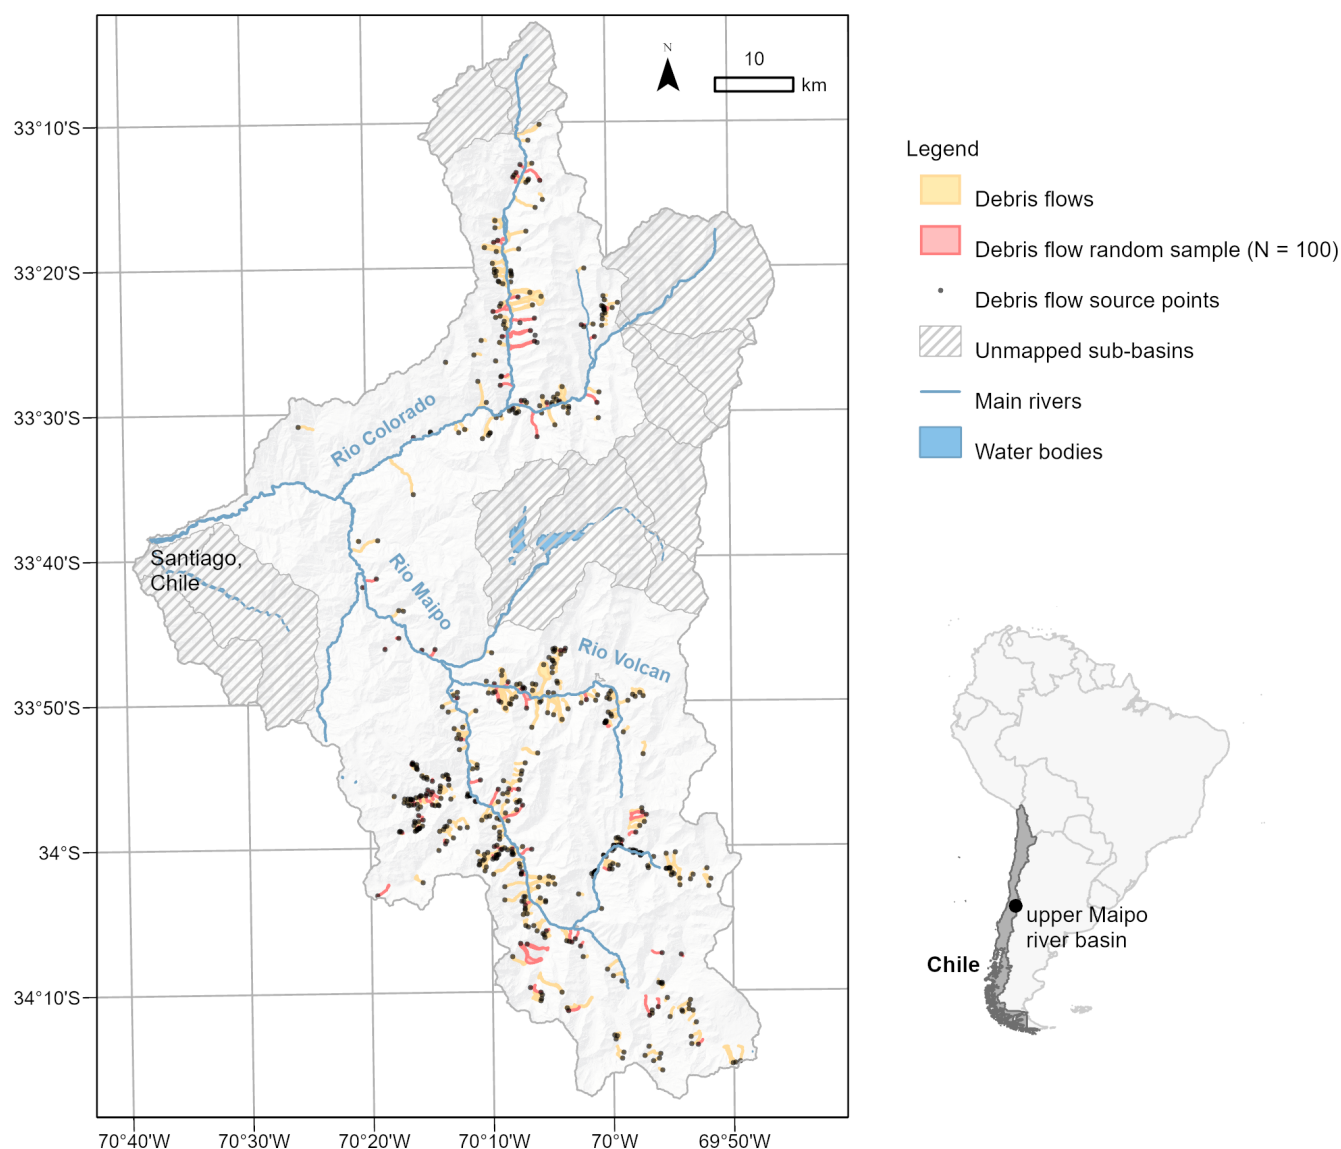 N
10
km
33°10'S
33°20'S
33°30'S
33°40'S
33°50'S
34°S
34°10'S
70°40'W
70°30'W
70°20'W
70°10'W
70°W
69°50'W
Rio Colorado
Santiago,
Chile
Rio Maipo
Rio Volcan
Legend
Debris flows
Debris flow random sample (N = 100)
Debris flow source points
Unmapped sub-basins
Main rivers
Water bodies
upper Maipo
river basin
Chile